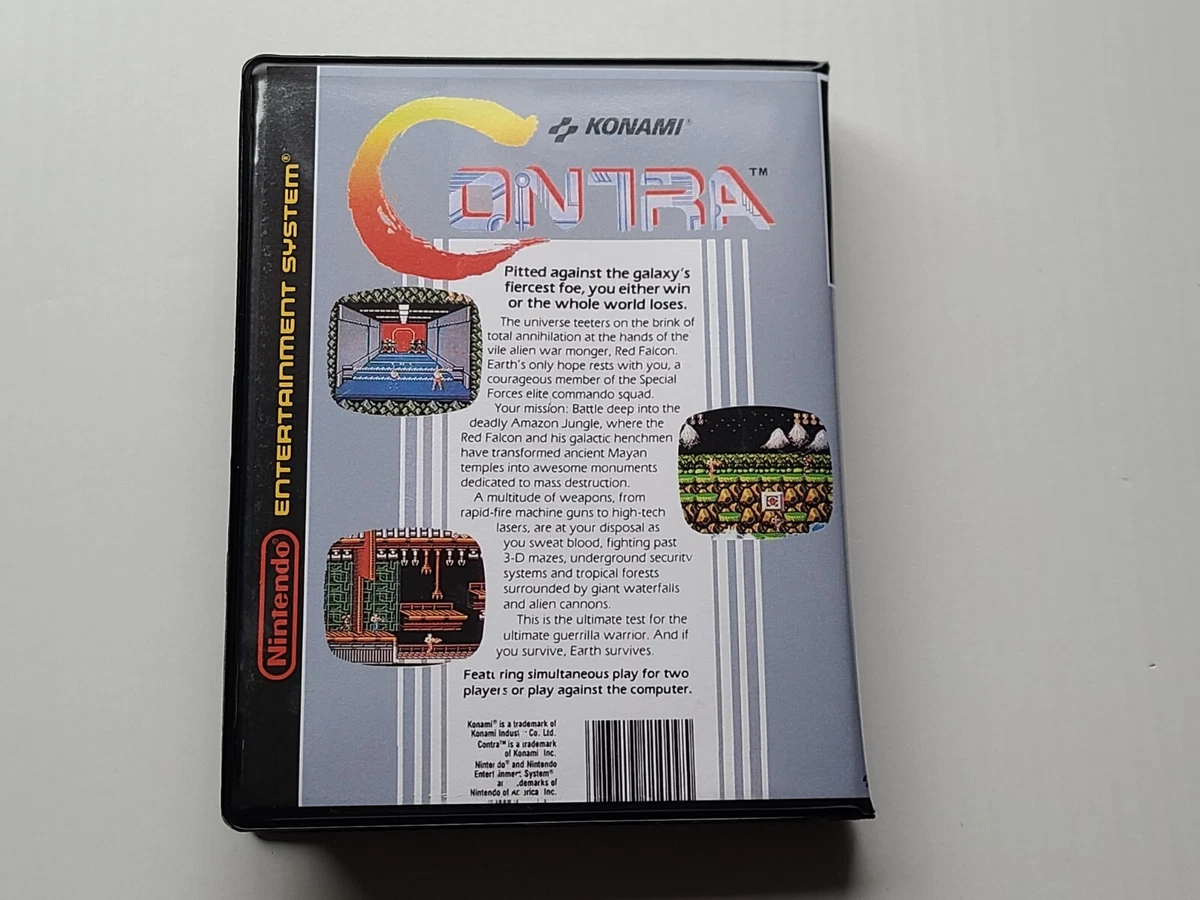 Nintendo® ENTERTAINMENT SYSTEM®
KONAMI®
CONTRA™
Pitted against the galaxy's
fiercest foe, you either win
or the whole world loses.
The universe teeters on the brink of
total annihilation at the hands of the
vile alien war monger, Red Falcon.
Earth's only hope rests with you, a
courageous member of the Special
Forces elite commando squad.
Your mission: Battle deep into the
deadly Amazon Jungle, where the
Red Falcon and his galactic henchmen
have transformed ancient Mayan
temples into awesome monuments
dedicated to mass destruction.
A multitude of weapons, from
rapid-fire machine guns to high-tech
lasers, are at your disposal as
you sweat blood, fighting past
3-D mazes, underground security
systems and tropical forests
surrounded by giant waterfalls
and alien cannons.
This is the ultimate test for the
ultimate guerrilla warrior. And if
you survive, Earth survives.
Featuring simultaneous play for two
players or play against the computer.
Konami® is a trademark of
Konami Co. Ltd.
Contra™ is a trademark
of Konami Inc.
Nintendo® and Nintendo
Entertainment System®
of
Nintendo of America Inc.